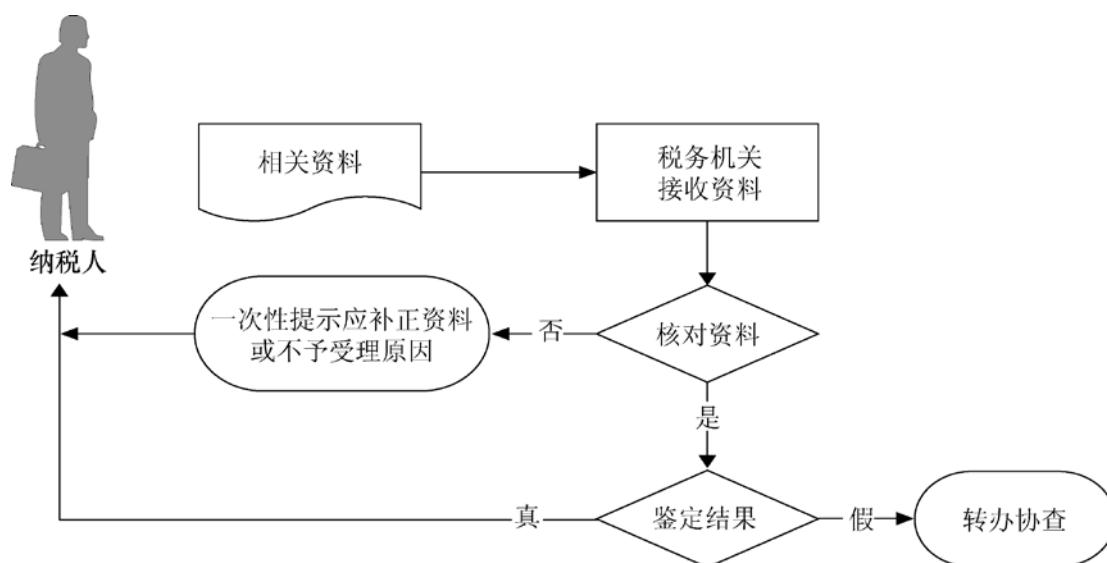 相关资料
税务机关
接收资料
纳税人
一次性提示应补正资料
或不予受理原因
否
核对资料
是
真
鉴定结果
假
转办协查